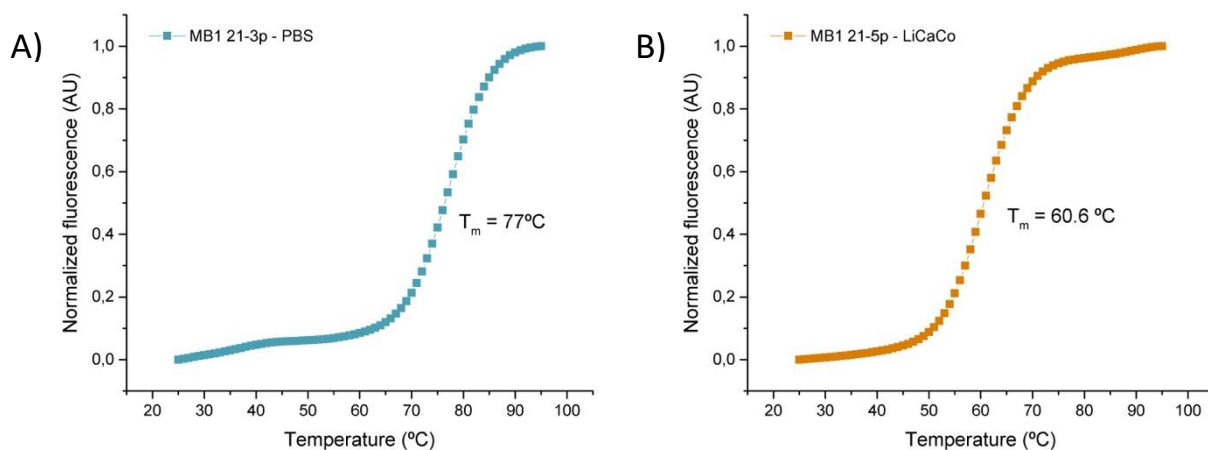 A)
MB1 21-3p - PBS
1,0
0,8
0,6
0,4
0,2
0,0
Normalized fluorescence (AU)
Tm = 77ºC
20 30 40 50 60 70 80 90 100
Temperature (ºC)
B)
MB1 21-5p - LiCaCo
1,0
0,8
0,6
0,4
0,2
0,0
Normalized fluorescence (AU)
Tm = 60.6 ºC
20 30 40 50 60 70 80 90 100
Temperature (ºC)